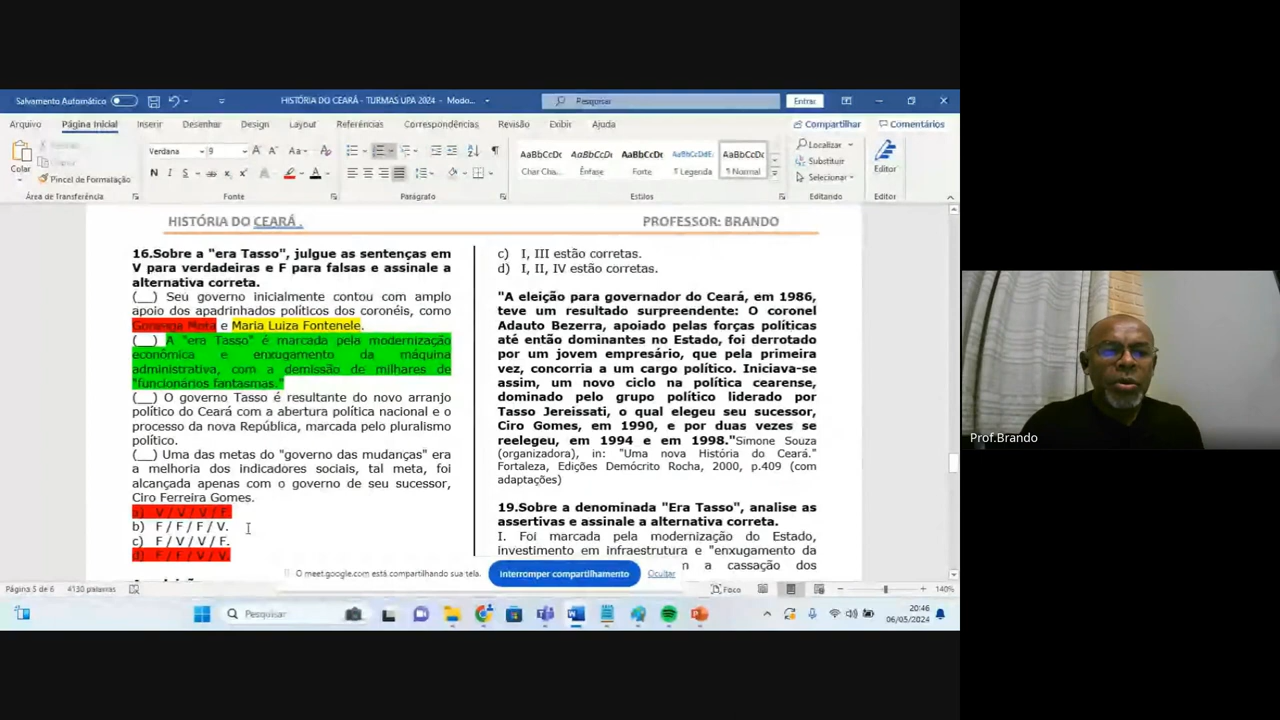 Salvamento Automático
HISTÓRIA DO CEARÁ - TURMAS UPA 2024 - Modo...
Pesquisar
Entrar
Arquivo Página Inicial Inserir Desenhar Design Layout Referências Correspondências Revisão Exibir Ajuda
Compartilhar Comentários
Colar
Pincel de Formatação
Verdana 9
N I S
AaBbCcDc AaBbCcDc AaBbCcDc AaBbCcDdEe AaBbCcDc
Char Cha... Ênfase Forte Legenda Normal
Localizar
Substituir
Selecionar
Editor
Área de Transferência Fonte Parágrafo Estilos Editando Editor
HISTÓRIA DO CEARÁ .
PROFESSOR: BRANDO
16.Sobre a "era Tasso", julgue as sentenças em
V para verdadeiras e F para falsas e assinale a
alternativa correta.
(__) Seu governo inicialmente contou com amplo
apoio dos apadrinhados políticos dos coronéis, como
Gonzaga Mota e Maria Luiza Fontenele.
(__) A "era Tasso" é marcada pela modernização
econômica e enxugamento da máquina
administrativa, com a demissão de milhares de
"funcionários fantasmas."
(__) O governo Tasso é resultante do novo arranjo
político do Ceará com a abertura política nacional e o
processo da nova República, marcada pelo pluralismo
político.
(__) Uma das metas do "governo das mudanças" era
a melhoria dos indicadores sociais, tal meta, foi
alcançada apenas com o governo de seu sucessor,
Ciro Ferreira Gomes.
a) V / V / V / F.
b) F / F / F / V.
c) F / V / V / F.
d) F / F / V / V.
c) I, III estão corretas.
d) I, II, IV estão corretas.
"A eleição para governador do Ceará, em 1986,
teve um resultado surpreendente: O coronel
Adauto Bezerra, apoiado pelas forças políticas
até então dominantes no Estado, foi derrotado
por um jovem empresário, que pela primeira
vez, concorria a um cargo político. Iniciava-se
assim, um novo ciclo na política cearense,
dominado pelo grupo político liderado por
Tasso Jereissati, o qual elegeu seu sucessor,
Ciro Gomes, em 1990, e por duas vezes se
reelegeu, em 1994 e em 1998."Simone Souza
(organizadora), in: "Uma nova História do Ceará."
Fortaleza, Edições Demócrito Rocha, 2000, p.409 (com
adaptações)
19.Sobre a denominada "Era Tasso", analise as
assertivas e assinale a alternativa correta.
I. Foi marcada pela modernização do Estado,
investimento em infraestrutura e "enxugamento da
m a cassação dos
O meet.google.com está compartilhando sua tela.
Interromper compartilhamento
Ocultar
Página 5 de 6 4130 palavras
Foco
140%
Pesquisar
20:46
06/05/2024
Prof.Brando